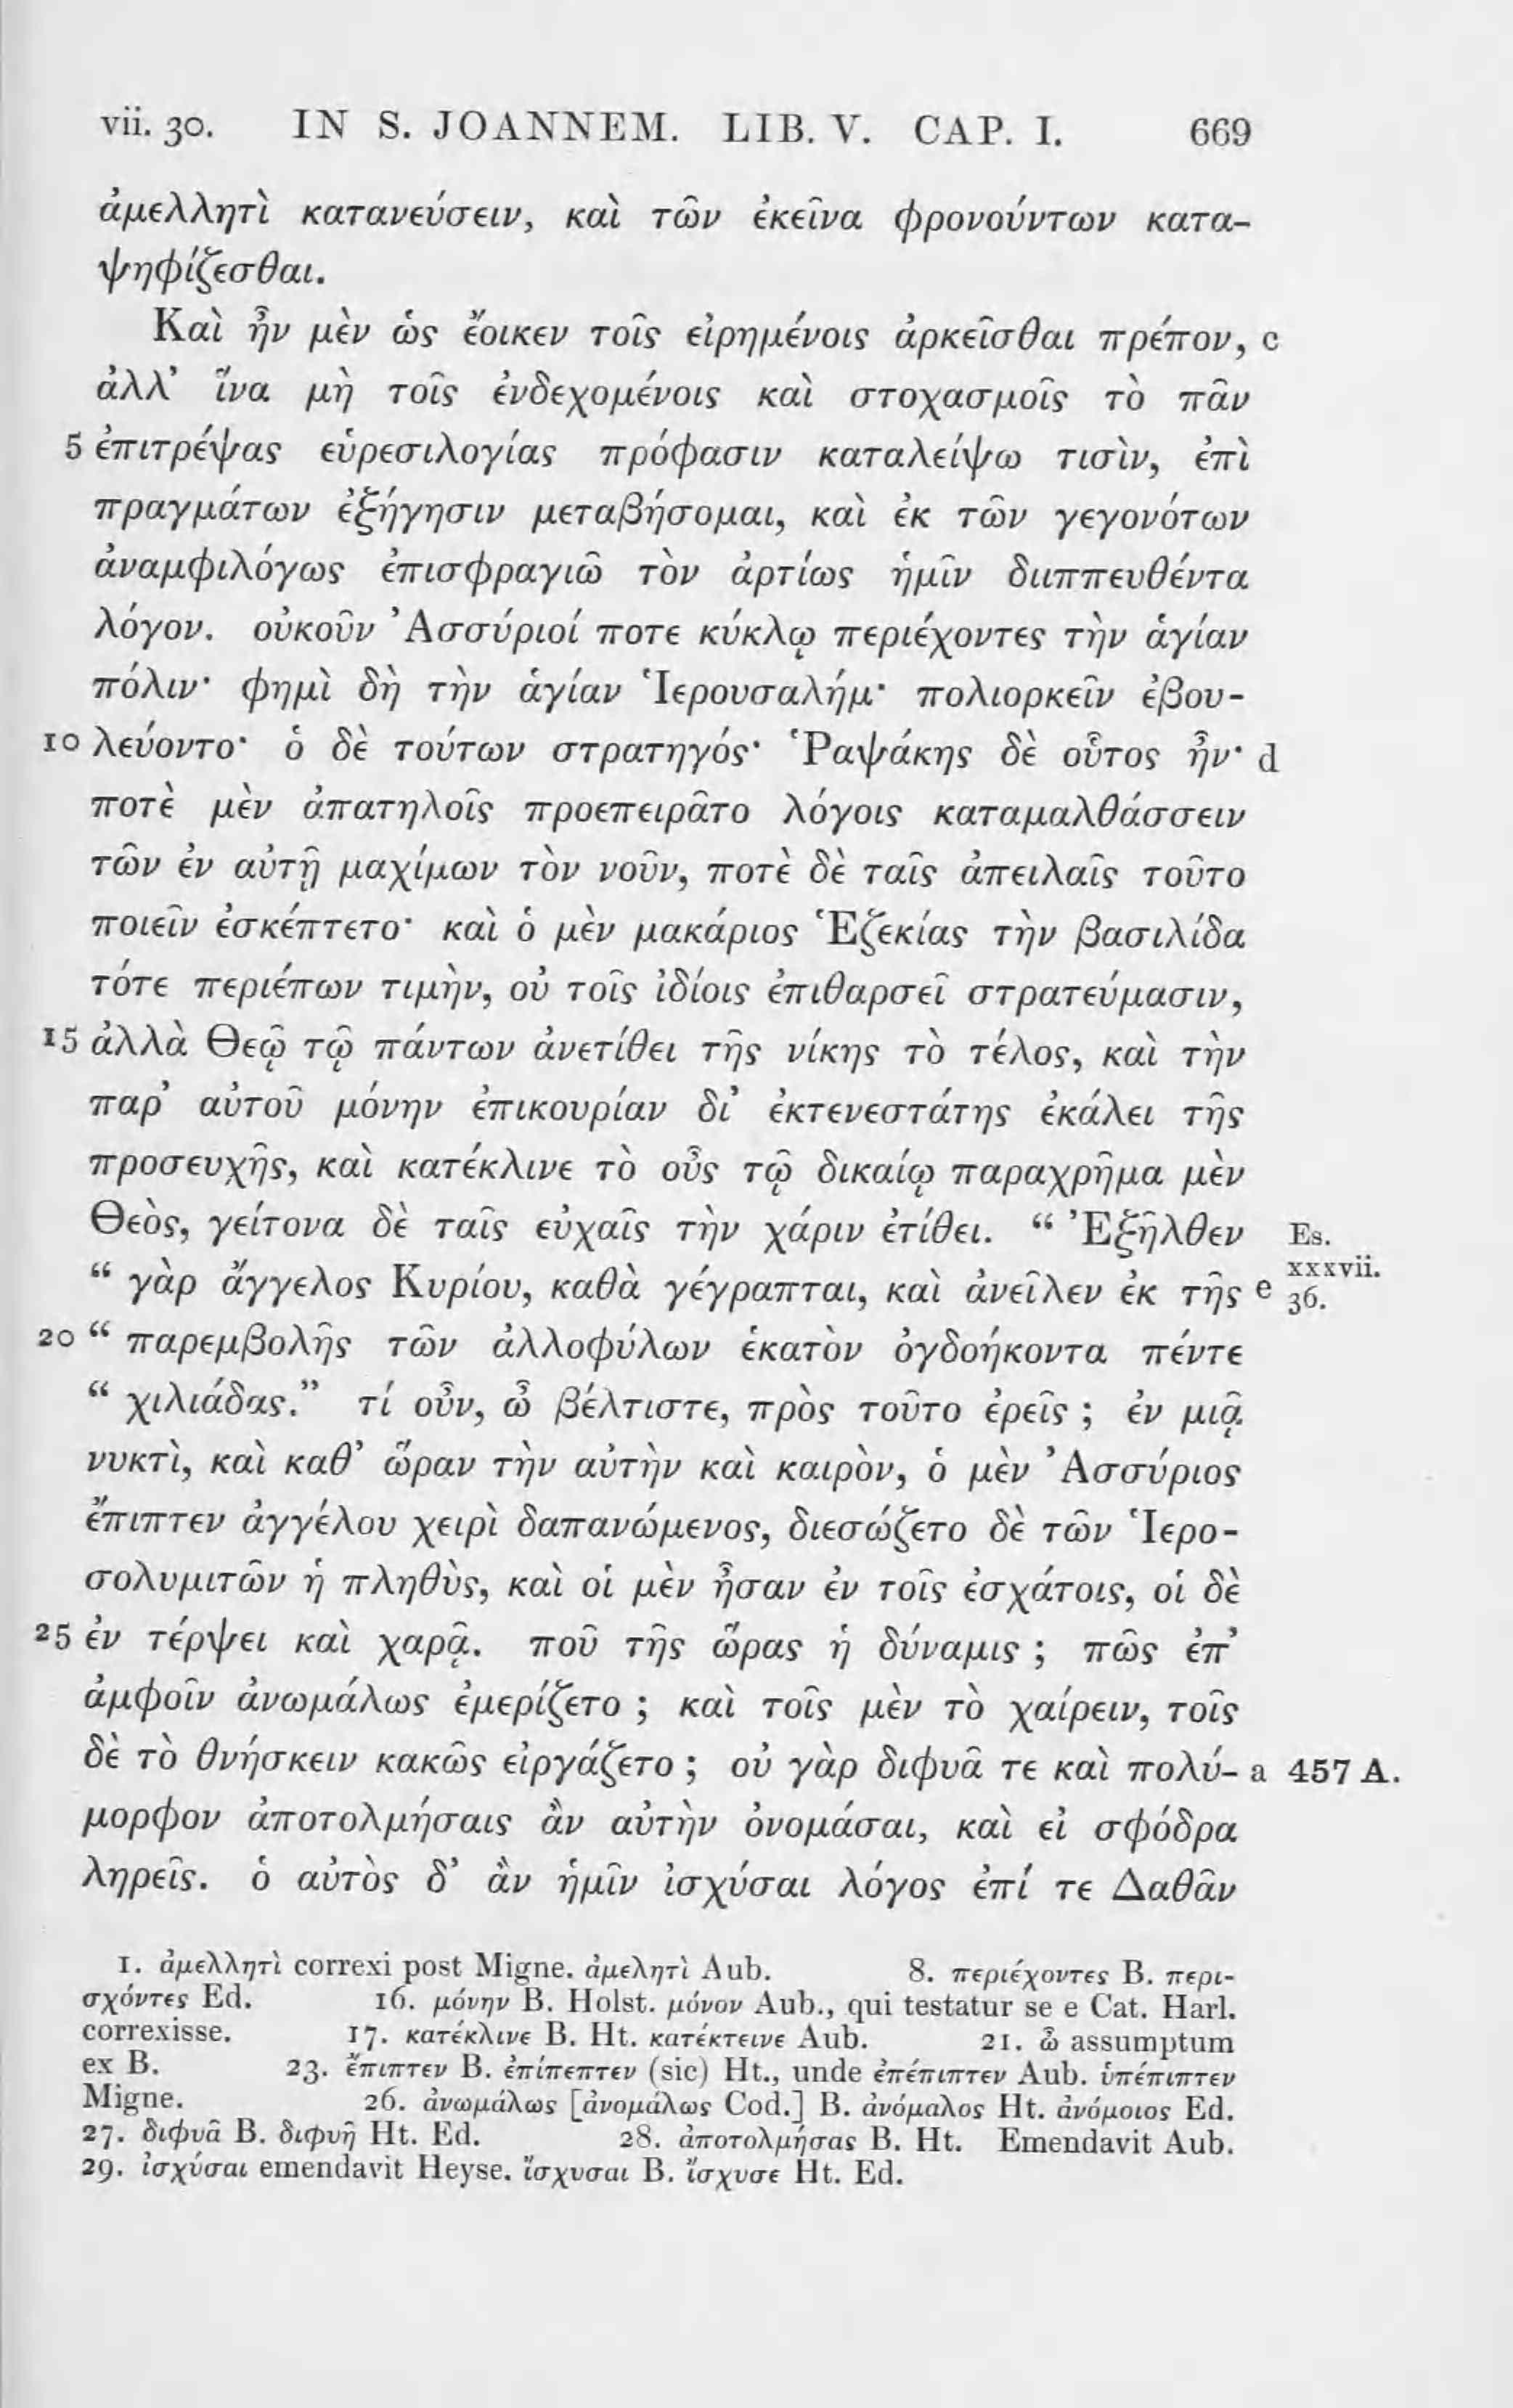 vii. 30. IN S. JOANNEM. LIB. V. CAP. I. 669
ἀμελλητὶ κατανεύσειν, καὶ τῶν ἐκεῖνα φρονούντων κατα-
ψηφίζεσθαι.
Καὶ ἦν μὲν ὡς ἔοικεν τοῖς εἰρημένοις ἀρκεῖσθαι πρέπον, c
ἀλλ’ ἵνα μὴ τοῖς ἐνδεχομένοις καὶ στοχασμοῖς τὸ πᾶν
5 ἐπιτρέψας εὑρεσιλογίας πρόφασιν καταλείψω τισὶν, ἐπὶ
πραγμάτων ἐξήγησιν μεταβήσομαι, καὶ ἐκ τῶν γεγονότων
ἀναμφιλόγως ἐπισφραγιῶ τὸν ἀρτίως ἡμῖν διιππευθέντα
λόγον. οὐκοῦν Ἀσσύριοί ποτε κύκλῳ περιέχοντες τὴν ἁγίαν
πόλιν· φημὶ δὴ τὴν ἁγίαν Ἱερουσαλήμ· πολιορκεῖν ἐβου-
10 λεύοντο· ὁ δὲ τούτων στρατηγός· Ῥαψάκης δὲ οὗτος ἦν· d
ποτὲ μὲν ἀπατηλοῖς προεπειρᾶτο λόγοις καταμαλθάσσειν
τῶν ἐν αὐτῇ μαχίμων τὸν νοῦν, ποτὲ δὲ ταῖς ἀπειλαῖς τοῦτο
ποιεῖν ἐσκέπτετο· καὶ ὁ μὲν μακάριος Ἑζεκίας τὴν βασιλίδα
τότε περιέπων τιμὴν, οὐ τοῖς ἰδίοις ἐπιθαρσεῖ στρατεύμασιν,
15 ἀλλὰ Θεῷ τῷ πάντων ἀνετίθει τῆς νίκης τὸ τέλος, καὶ τὴν
παρ’ αὐτοῦ μόνην ἐπικουρίαν δι’ ἐκτενεστάτης ἐκάλει τῆς
προσευχῆς, καὶ κατέκλινε τὸ οὖς τῷ δικαίῳ παραχρῆμα μὲν
Θεὸς, γείτονα δὲ ταῖς εὐχαῖς τὴν χάριν ἐτίθει. “ Ἐξῆλθεν Es.
“ γὰρ ἄγγελος Κυρίου, καθὰ γέγραπται, καὶ ἀνεῖλεν ἐκ τῆς e xxxvii. 36.
20 “ παρεμβολῆς τῶν ἀλλοφύλων ἑκατὸν ὀγδοήκοντα πέντε
“ χιλιάδας.” τί οὖν, ὦ βέλτιστε, πρὸς τοῦτο ἐρεῖς ; ἐν μιᾷ
νυκτὶ, καὶ καθ’ ὥραν τὴν αὐτὴν καὶ καιρὸν, ὁ μὲν Ἀσσύριος
ἔπιπτεν ἀγγέλου χειρὶ δαπανώμενος, διεσώζετο δὲ τῶν Ἱερο-
σολυμιτῶν ἡ πληθὺς, καὶ οἱ μὲν ἦσαν ἐν τοῖς ἐσχάτοις, οἱ δὲ
25 ἐν τέρψει καὶ χαρᾷ. ποῦ τῆς ὥρας ἡ δύναμις ; πῶς ἐπ’
ἀμφοῖν ἀνωμάλως ἐμερίζετο ; καὶ τοῖς μὲν τὸ χαίρειν, τοῖς
δὲ τὸ θνήσκειν κακῶς εἰργάζετο ; οὐ γὰρ διφυᾶ τε καὶ πολύ- a 457 A.
μορφον ἀποτολμήσαις ἂν αὐτὴν ὀνομάσαι, καὶ εἰ σφόδρα
ληρεῖς. ὁ αὐτὸς δ’ ἂν ἡμῖν ἰσχύσαι λόγος ἐπί τε Δαθᾶν
1. ἀμελλητὶ correxi post Migne. ἀμελητὶ Aub. 8. περιέχοντες B. περι-
σχόντες Ed. 16. μόνην B. Holst. μόνον Aub., qui testatur se e Cat. Harl.
correxisse. 17. κατέκλινε B. Ht. κατέκτεινε Aub. 21. ὦ assumptum
ex B. 23. ἔπιπτεν B. ἐπίπεπτεν (sic) Ht., unde ἐπέπιπτεν Aub. ὑπέπιπτεν
Migne. 26. ἀνωμάλως [ἀνομάλως Cod.] B. ἀνόμαλος Ht. ἀνόμοιος Ed.
27. διφυᾶ B. διφυῆ Ht. Ed. 28. ἀποτολμήσας B. Ht. Emendavit Aub.
29. ἰσχύσαι emendavit Heyse. ἴσχυσαι B. ἴσχυσε Ht. Ed.